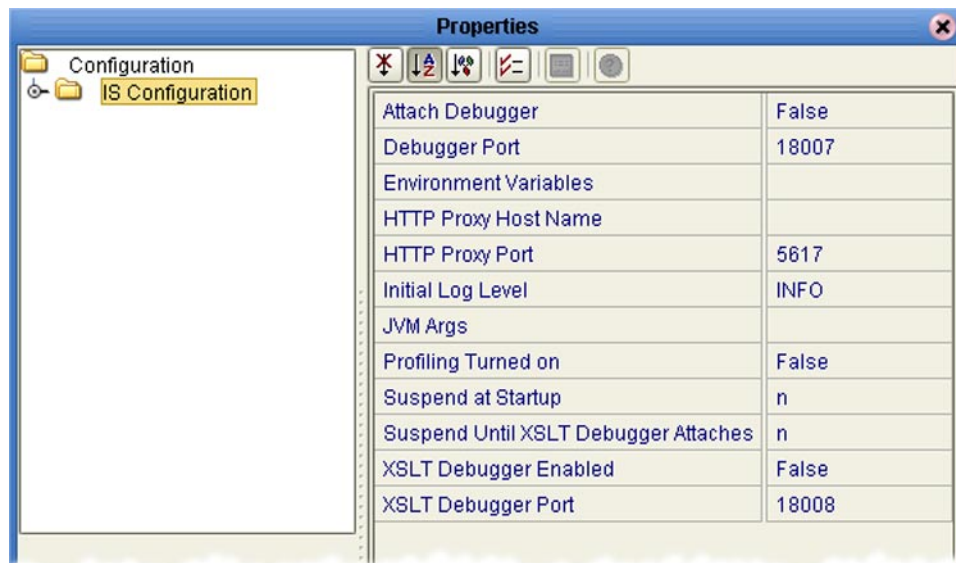 Properties
Configuration
IS Configuration
Attach Debugger False
Debugger Port 18007
Environment Variables
HTTP Proxy Host Name
HTTP Proxy Port 5617
Initial Log Level INFO
JVM Args
Profiling Turned on False
Suspend at Startup n
Suspend Until XSLT Debugger Attaches n
XSLT Debugger Enabled False
XSLT Debugger Port 18008